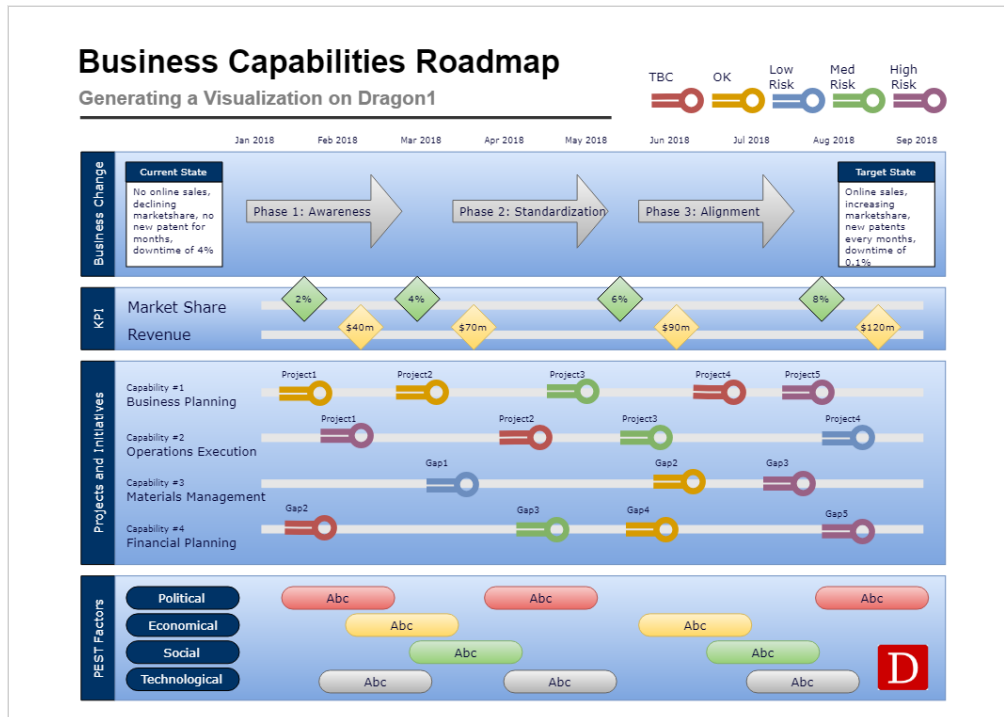 Business Capabilities Roadmap
Generating a Visualization on Dragon1
TBC
OK
Low
Risk
Med
Risk
High
Risk
Jan 2018 Feb 2018 Mar 2018 Apr 2018 May 2018 Jun 2018 Jul 2018 Aug 2018 Sep 2018
Business Change
Current State
No online sales,
declining
marketshare, no
new patent for
months,
downtime of 4%
Phase 1: Awareness
Phase 2: Standardization
Phase 3: Alignment
Target State
Online sales,
increasing
marketshare,
new patents
every months,
downtime of
0.1%
KPI
Market Share
2% 4% 6% 8%
Revenue
$40m $70m $90m $120m
Projects and Initiatives
Capability #1
Business Planning
Project1 Project2 Project3 Project4 Project5
Capability #2
Operations Execution
Project1 Project2 Project3 Project4
Capability #3
Materials Management
Gap1 Gap2 Gap3
Capability #4
Financial Planning
Gap2 Gap3 Gap4 Gap5
PEST Factors
Political
Abc Abc Abc
Economical
Abc Abc
Social
Abc Abc
Technological
Abc Abc Abc
D